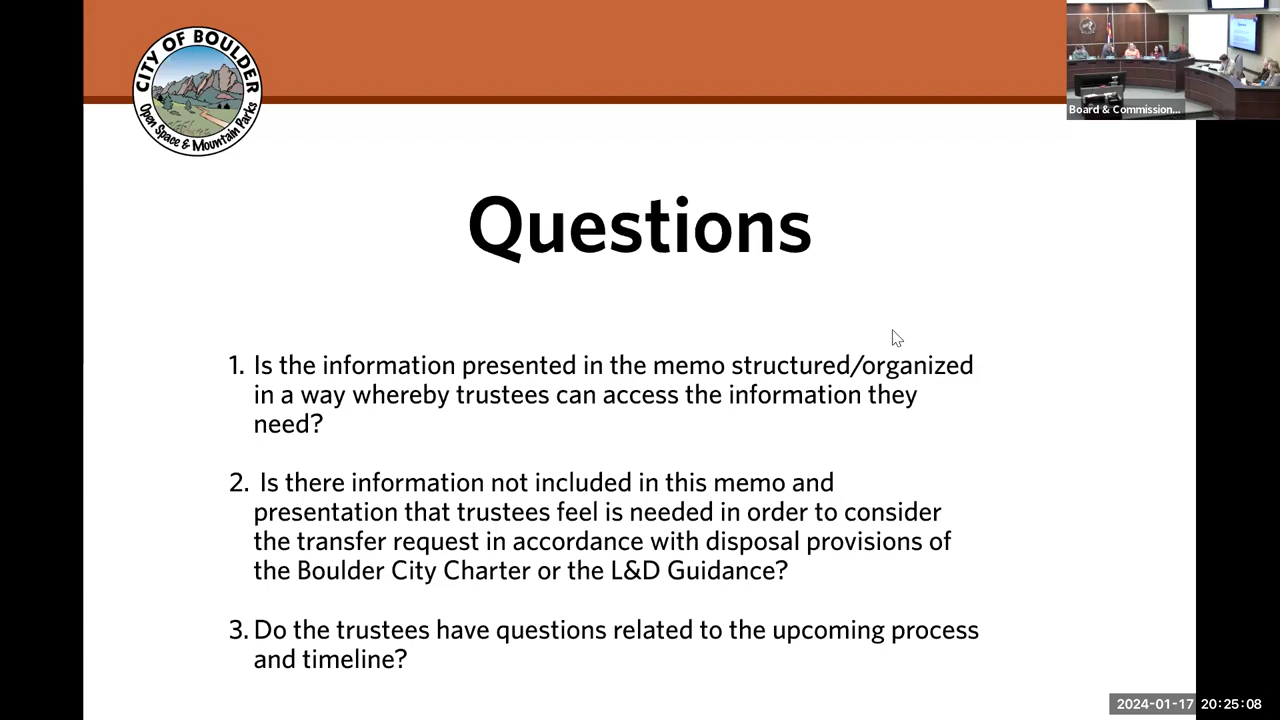 CITY OF BOULDER
Open Space & Mountain Parks
Board & Commission...
Questions
1. Is the information presented in the memo structured/organized
in a way whereby trustees can access the information they
need?
2. Is there information not included in this memo and
presentation that trustees feel is needed in order to consider
the transfer request in accordance with disposal provisions of
the Boulder City Charter or the L&D Guidance?
3. Do the trustees have questions related to the upcoming process
and timeline?
2024-01-17 20:25:08